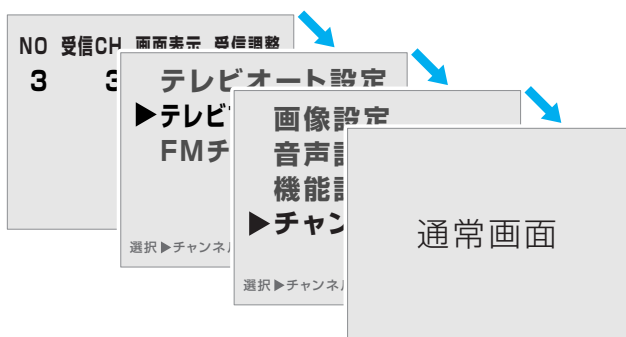 NO 受信CH 画面表示 受信調整
3 3
テレビオート設定
▶テレビ
FMチ
選択▶チャンネル
画像設定
音声
機能
▶チャン
選択▶チャンネル
通常画面